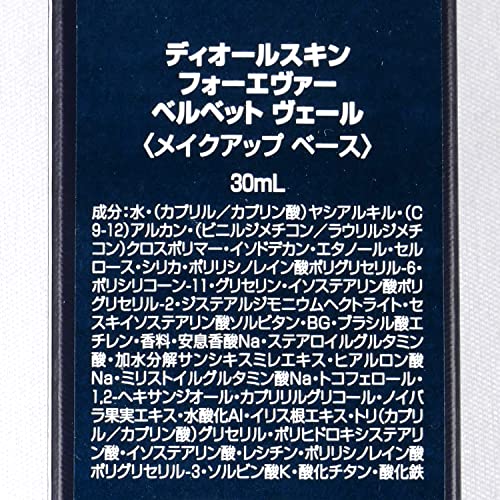 ディオールスキン
フォーエヴァー
ベルベット ヴェール
〈メイクアップ ベース〉
30mL
成分:水・(カプリル/カプリン酸)ヤシアルキル・(C
9-12)アルカン・(ビニルジメチコン/ラウリルジメチ
コン)クロスポリマー・イソドデカン・エタノール・セル
ロース・シリカ・ポリリシノレイン酸ポリグリセリル-6・
ポリシリコーン-11・グリセリン・イソステアリン酸ポリ
グリセリル-2・ジステアルジモニウムヘクトライト・セ
スキイソステアリン酸ソルビタン・BG・ブラシル酸エ
チレン・香料・安息香酸Na・ステアロイルグルタミン
酸・加水分解サンシキスミレエキス・ヒアルロン酸
Na・ミリストイルグルタミン酸Na・トコフェロール・
1,2-ヘキサンジオール・カプリリルグリコール・ノイバ
ラ果実エキス・水酸化Al・イリス根エキス・トリ(カプリ
ル/カプリン酸)グリセリル・ポリヒドロキシステアリ
ン酸・イソステアリン酸・レシチン・ポリリシノレイン酸
ポリグリセリル-3・ソルビン酸K・酸化チタン・酸化鉄